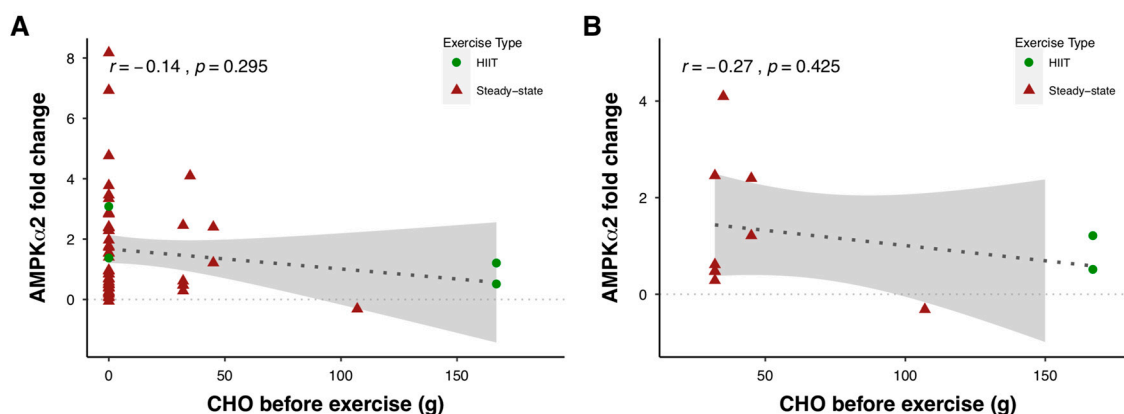 A
r = −0.14 , p = 0.295
Exercise Type
HIIT
Steady−state
AMPKα2 fold change
8
6
4
2
0
0
50
100
150
CHO before exercise (g)
B
r = −0.27 , p = 0.425
Exercise Type
HIIT
Steady−state
AMPKα2 fold change
4
2
0
50
100
150
CHO before exercise (g)